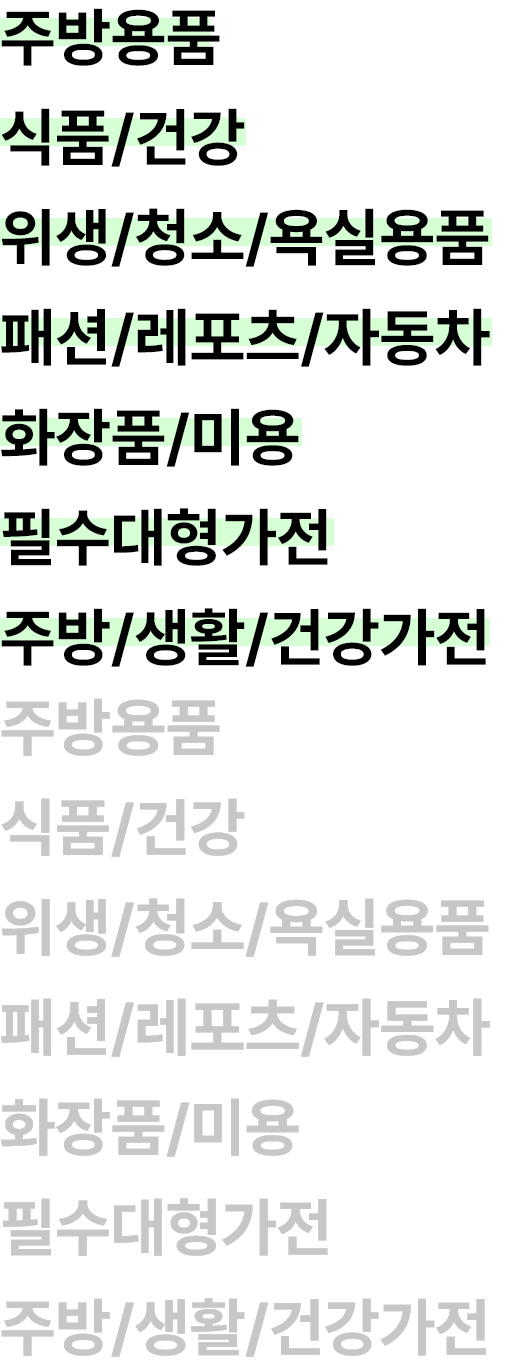 주방용품
식품/건강
위생/청소/욕실용품
패션/레포츠/자동차
화장품/미용
필수대형가전
주방/생활/건강가전
주방용품
식품/건강
위생/청소/욕실용품
패션/레포츠/자동차
화장품/미용
필수대형가전
주방/생활/건강가전